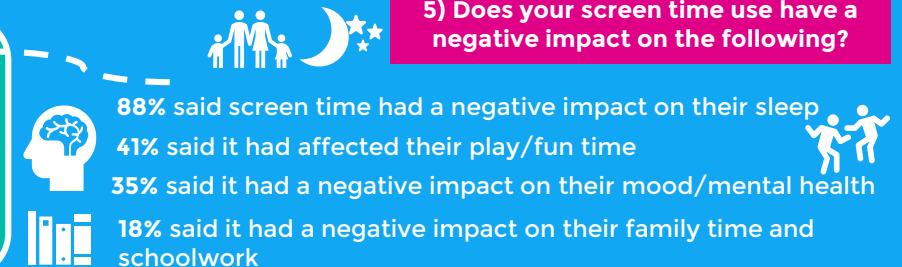 5) Does your screen time use have a
negative impact on the following?
88% said screen time had a negative impact on their sleep
41% said it had affected their play/fun time
35% said it had a negative impact on their mood/mental health
18% said it had a negative impact on their family time and
schoolwork